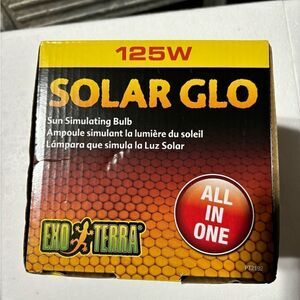 125W
SOLAR GLO
Sun Simulating Bulb
Ampoule simulant la lumière du soleil
Lámpara que simula la Luz Solar
ALL
IN
ONE
EXO TERRA
PT2192